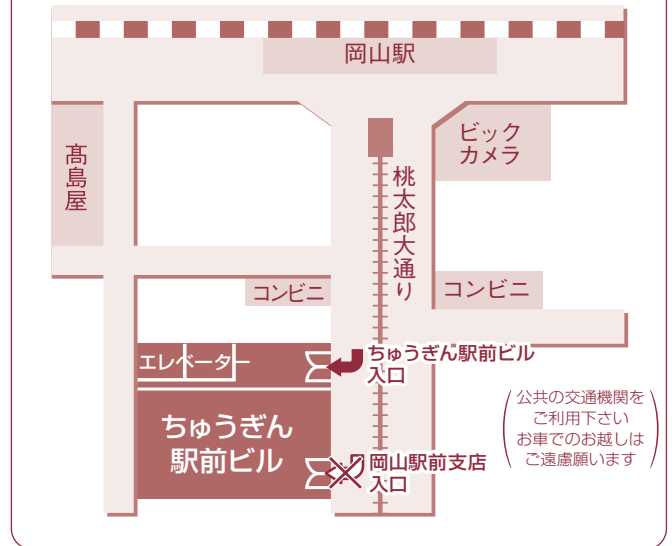 岡山駅
髙島屋
ビック
カメラ
桃太郎大通り
コンビニ
コンビニ
エレベーター
ちゅうぎん駅前ビル
入口
ちゅうぎん
駅前ビル
岡山駅前支店
入口
公共の交通機関を
ご利用下さい
お車でのお越しは
ご遠慮願います